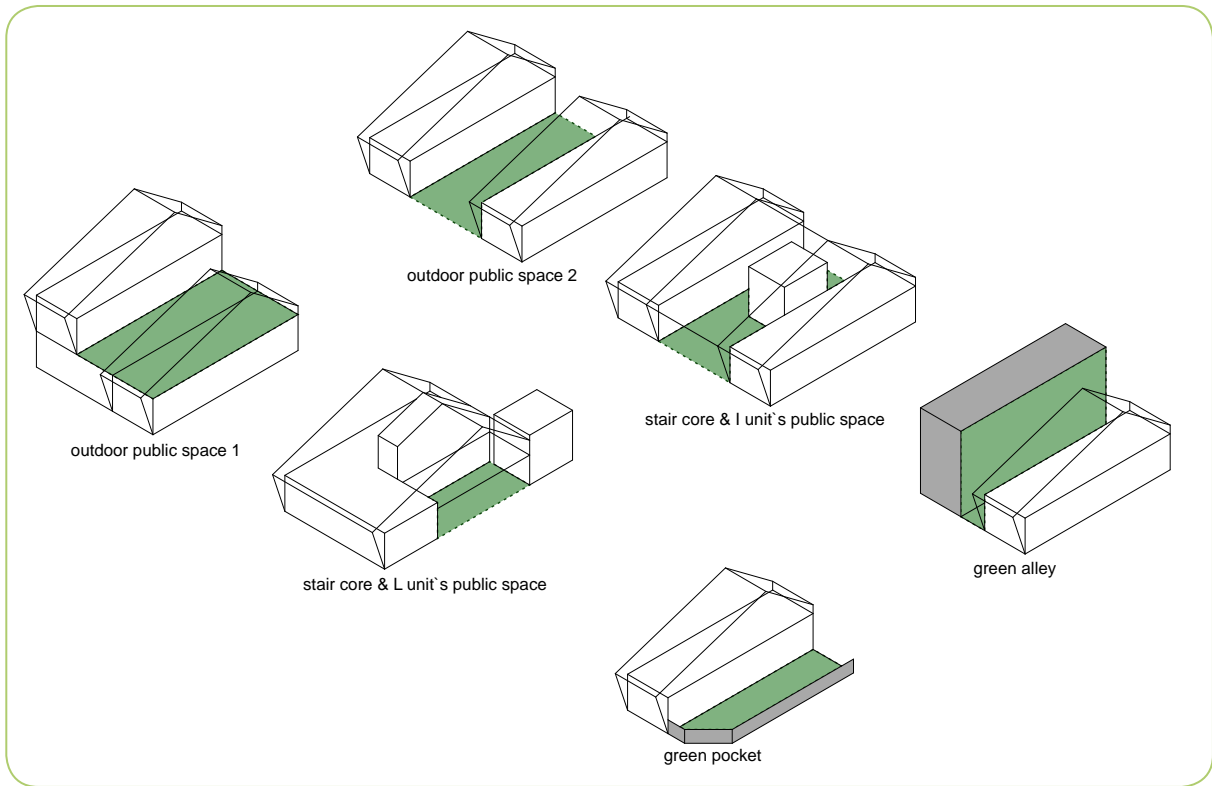 outdoor public space 2
stair core & I unit`s public space
outdoor public space 1
green alley
stair core & L unit`s public space
green pocket